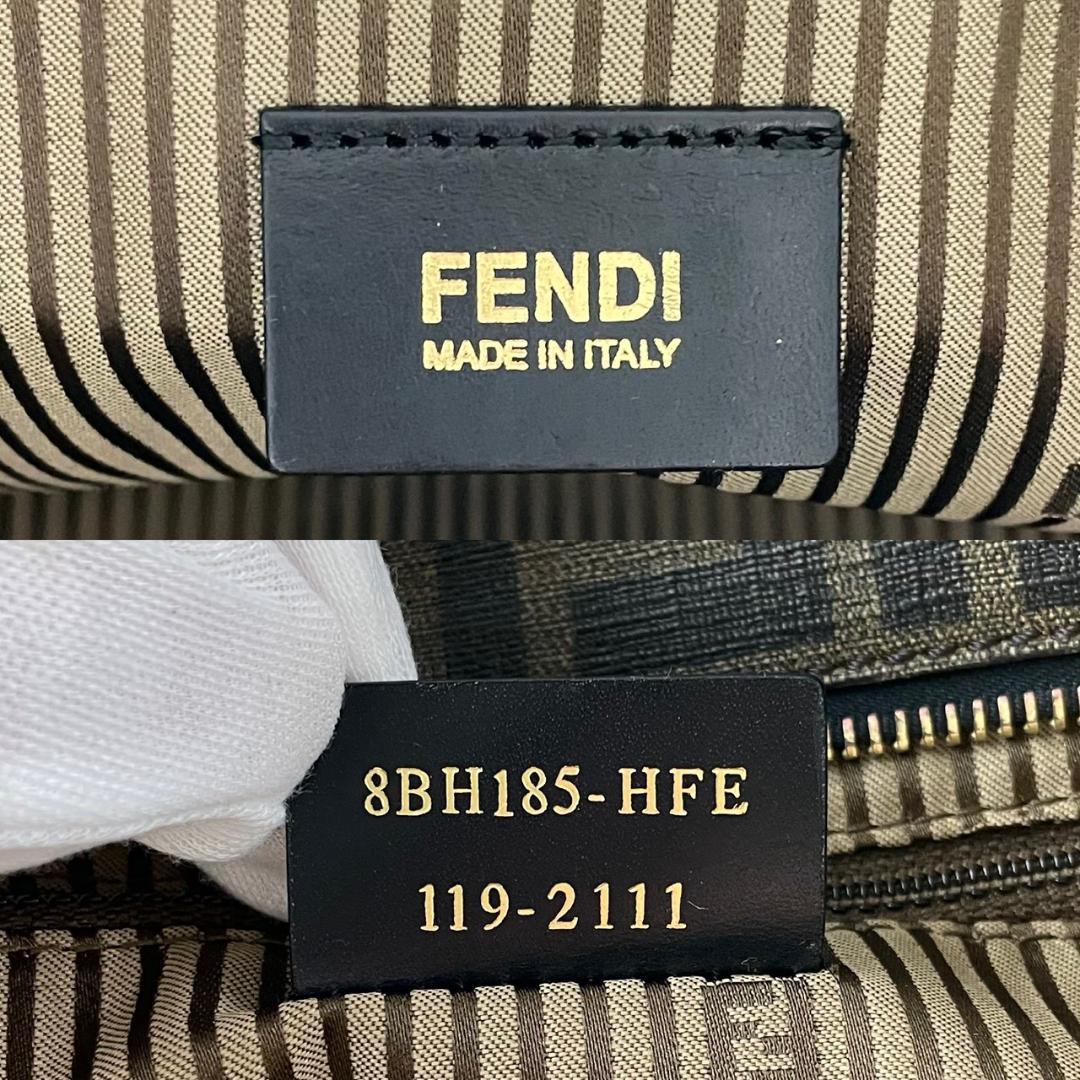 FENDI
MADE IN ITALY
8BH185-HFE
119-2111